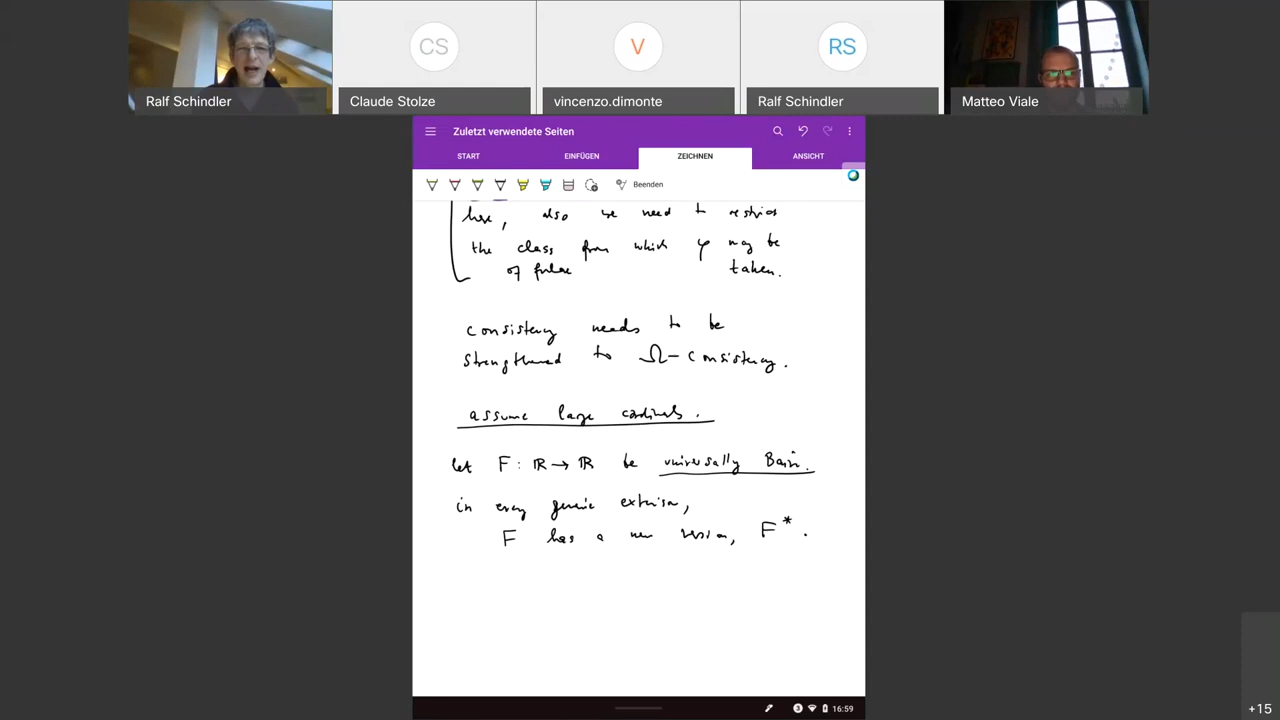 CS
V
RS
Ralf Schindler
Claude Stolze
vincenzo.dimonte
Ralf Schindler
Matteo Viale
Zuletzt verwendete Seiten
START
EINFÜGEN
ZEICHNEN
ANSICHT
Beenden
here, also we need to restrict
the class from which φ may be
of false taken.
consistency needs to be
strengthened to Ω-consistency.
assume large cardinals.
let F: ℝ → ℝ be universally Baire.
in every generic extension,
F has a new version, F*.
3
16:59
+15